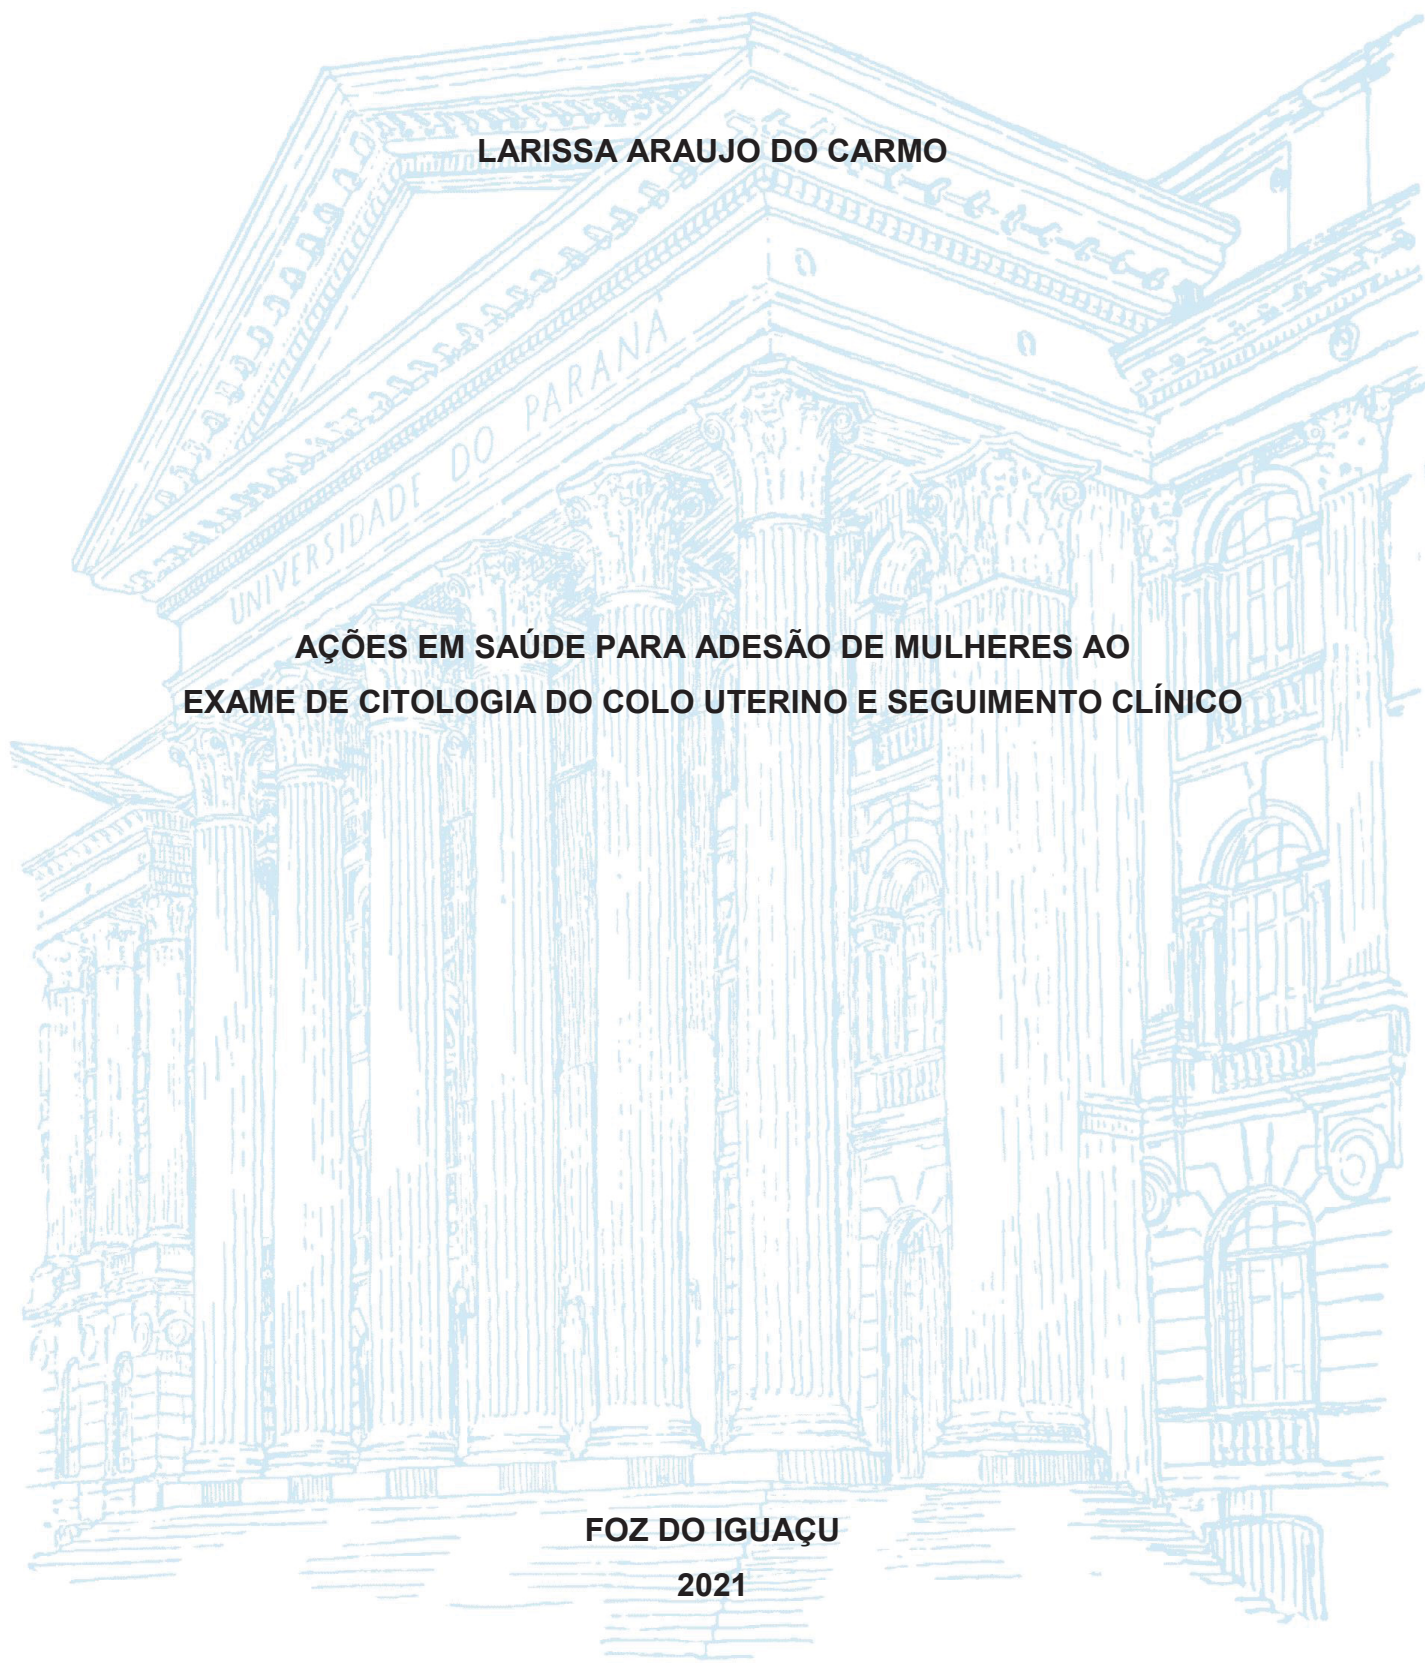 LARISSA ARAUJO DO CARMO
UNIVERSIDADE DO PARANÁ
AÇÕES EM SAÚDE PARA ADESÃO DE MULHERES AO
EXAME DE CITOLOGIA DO COLO UTERINO E SEGUIMENTO CLÍNICO
FOZ DO IGUAÇU
2021